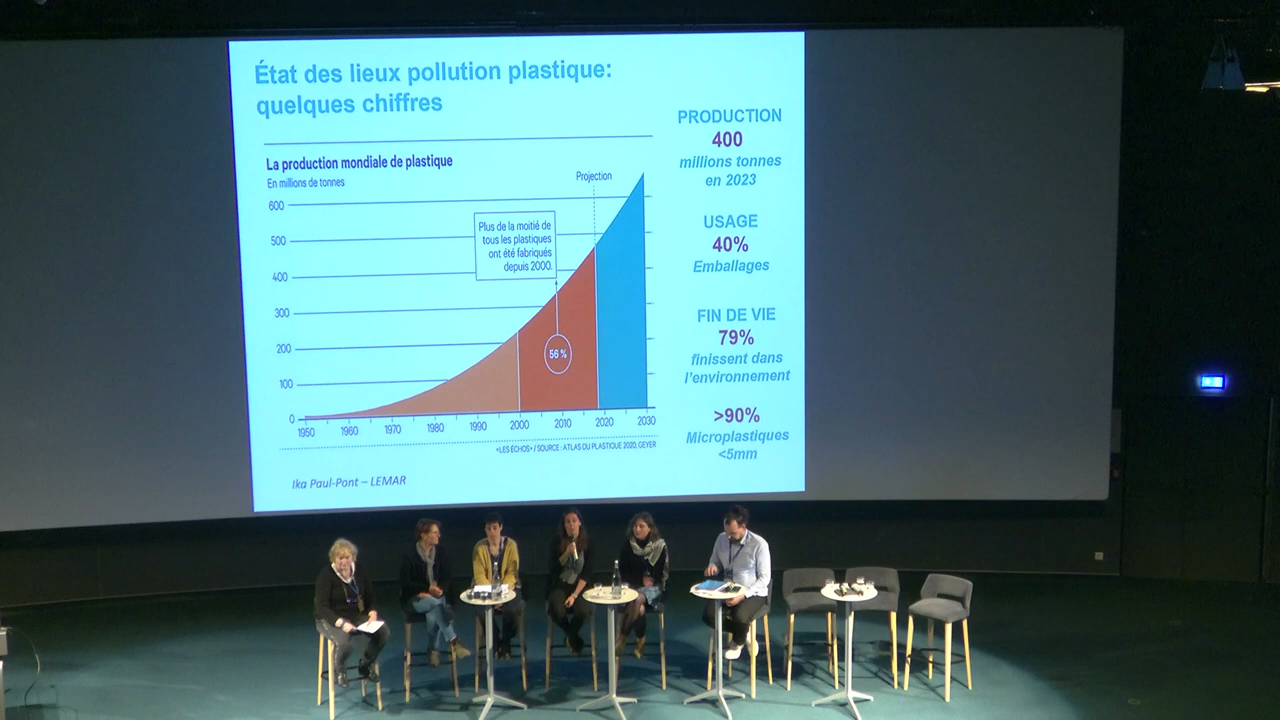 État des lieux pollution plastique:
quelques chiffres
La production mondiale de plastique
En millions de tonnes
Projection
600
500
400
300
200
100
0
Plus de la moitié de
tous les plastiques
ont été fabriqués
depuis 2000.
56 %
1950 1960 1970 1980 1990 2000 2010 2020 2030
«LES ÉCHOS» / SOURCE : ATLAS DU PLASTIQUE 2020, GEYER
Ika Paul-Pont – LEMAR
PRODUCTION
400
millions tonnes
en 2023
USAGE
40%
Emballages
FIN DE VIE
79%
finissent dans
l'environnement
>90%
Microplastiques
<5mm